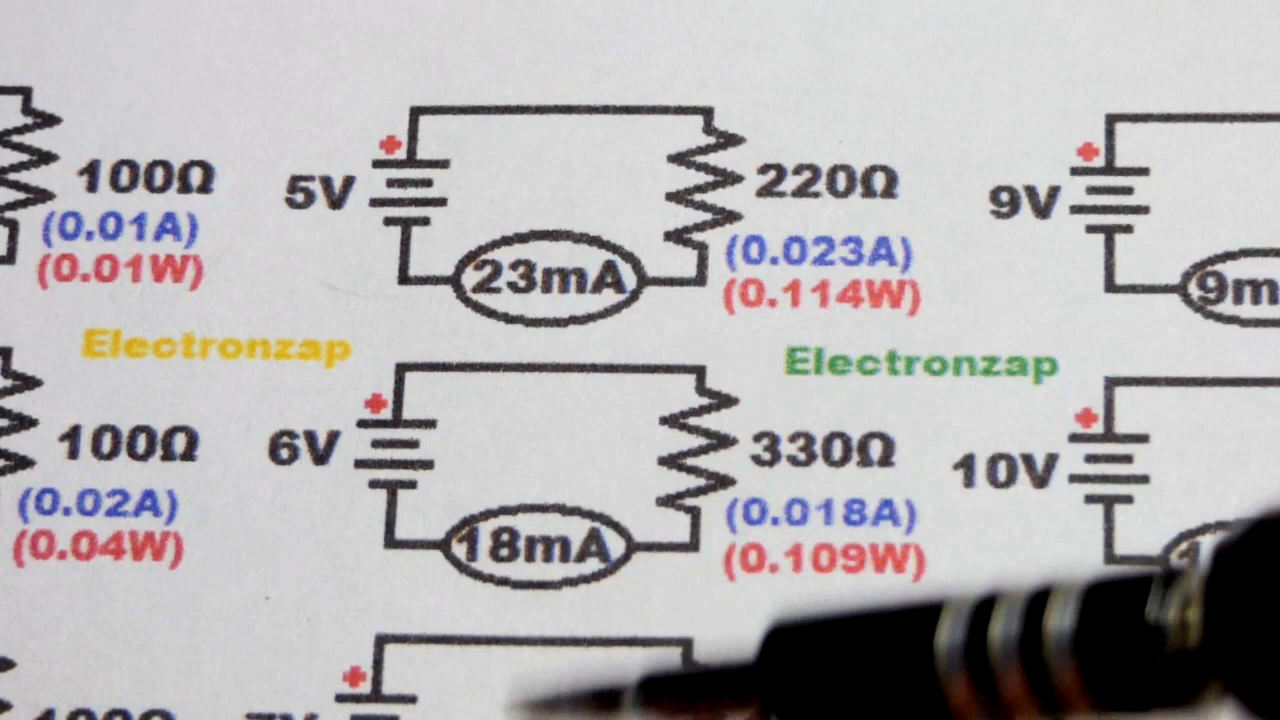 100Ω
(0.01A)
(0.01W)
5V
23mA
220Ω
(0.023A)
(0.114W)
9V
Electronzap
Electronzap
100Ω
(0.02A)
(0.04W)
6V
18mA
330Ω
(0.018A)
(0.109W)
10V